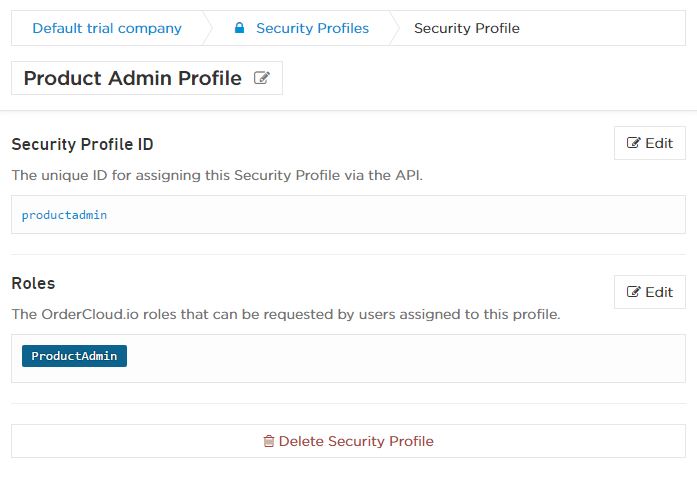 Default trial company Security Profiles Security Profile
Product Admin Profile
Security Profile ID
Edit
The unique ID for assigning this Security Profile via the API.
productadmin
Roles
Edit
The OrderCloud.io roles that can be requested by users assigned to this profile.
ProductAdmin
Delete Security Profile